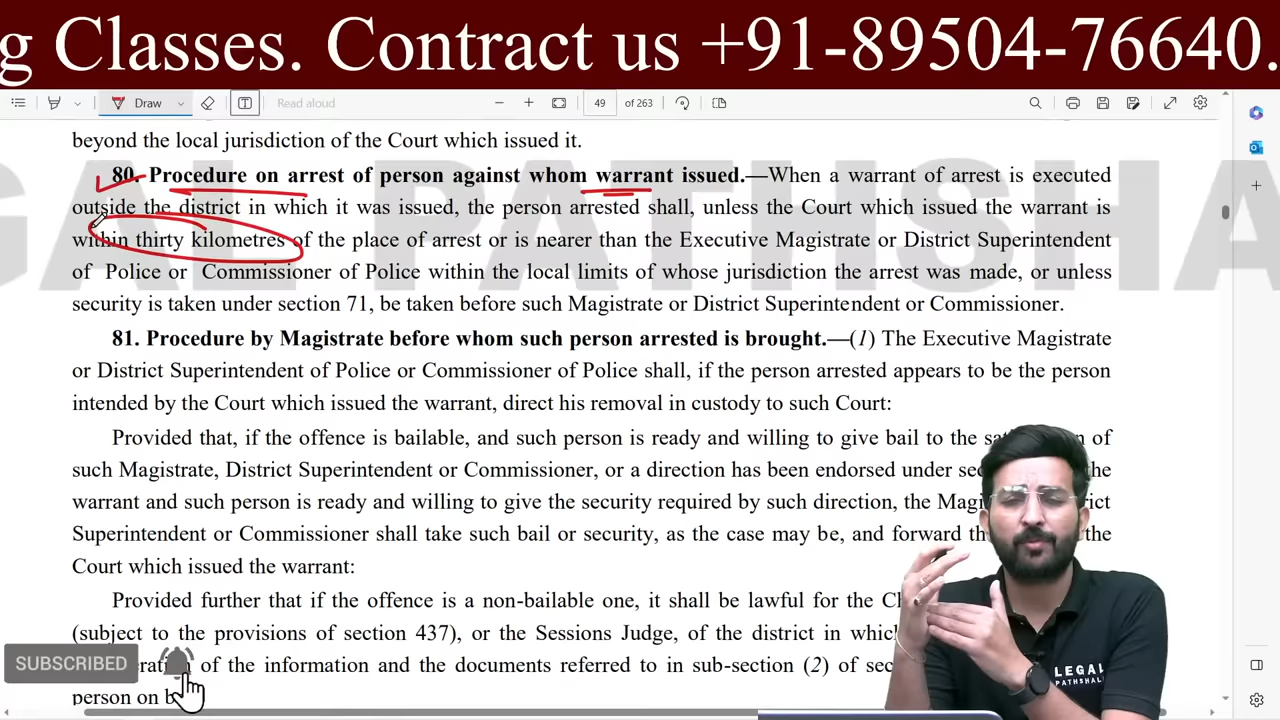 g Classes. Contract us +91-89504-76640.
Draw
Read aloud
49 of 263
beyond the local jurisdiction of the Court which issued it.
80. Procedure on arrest of person against whom warrant issued.—When a warrant of arrest is executed
outside the district in which it was issued, the person arrested shall, unless the Court which issued the warrant is
within thirty kilometres of the place of arrest or is nearer than the Executive Magistrate or District Superintendent
of Police or Commissioner of Police within the local limits of whose jurisdiction the arrest was made, or unless
security is taken under section 71, be taken before such Magistrate or District Superintendent or Commissioner.
81. Procedure by Magistrate before whom such person arrested is brought.—(1) The Executive Magistrate
or District Superintendent of Police or Commissioner of Police shall, if the person arrested appears to be the person
intended by the Court which issued the warrant, direct his removal in custody to such Court:
Provided that, if the offence is bailable, and such person is ready and willing to give bail to the of
such Magistrate, District Superintendent or Commissioner, or a direction has been endorsed under the
warrant and such person is ready and willing to give the security required by such direction, the
Superintendent or Commissioner shall take such bail or security, as the case may be, and forward the
Court which issued the warrant:
Provided further that if the offence is a non-bailable one, it shall be lawful for the
(subject to the provisions of section 437), or the Sessions Judge, of the district in
of the information and the documents referred to in sub-section (2) of
person on
GAL PATHSHA
SUBSCRIBED
LEGAL
PATHSHALA